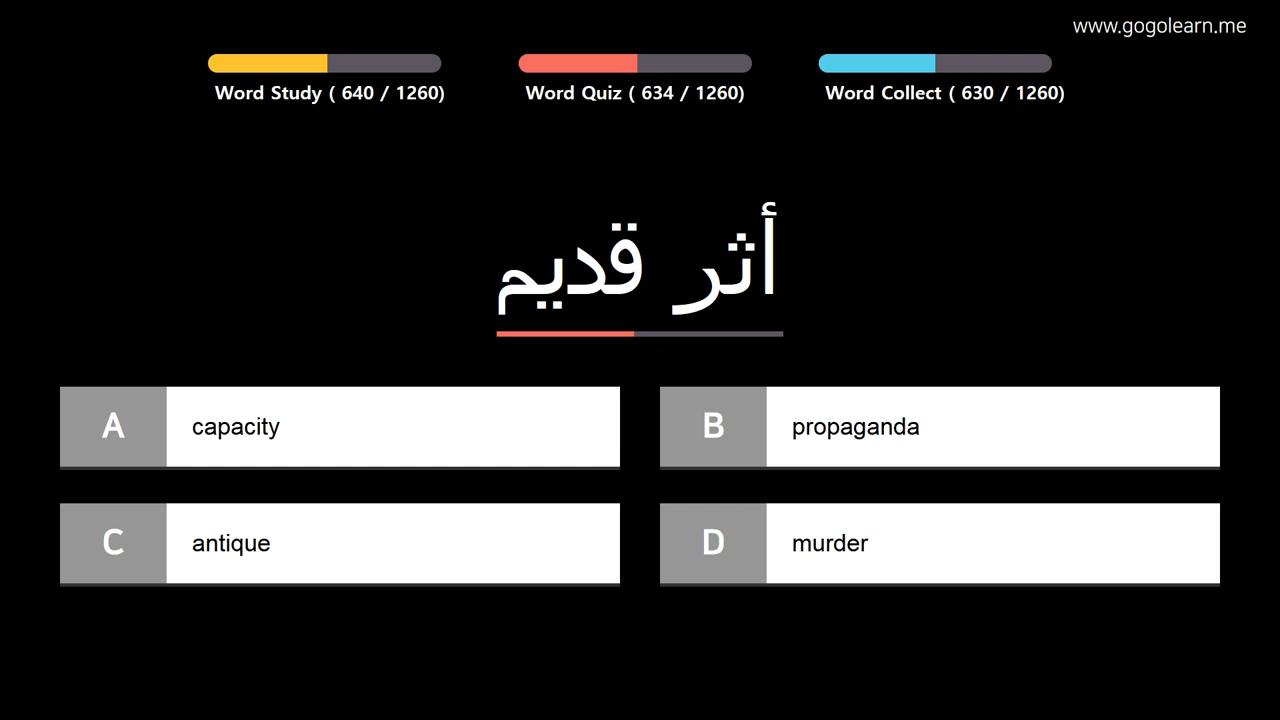 www.gogolearn.me
Word Study ( 640 / 1260)
Word Quiz ( 634 / 1260)
Word Collect ( 630 / 1260)
أثر قديم
A capacity
B propaganda
C antique
D murder